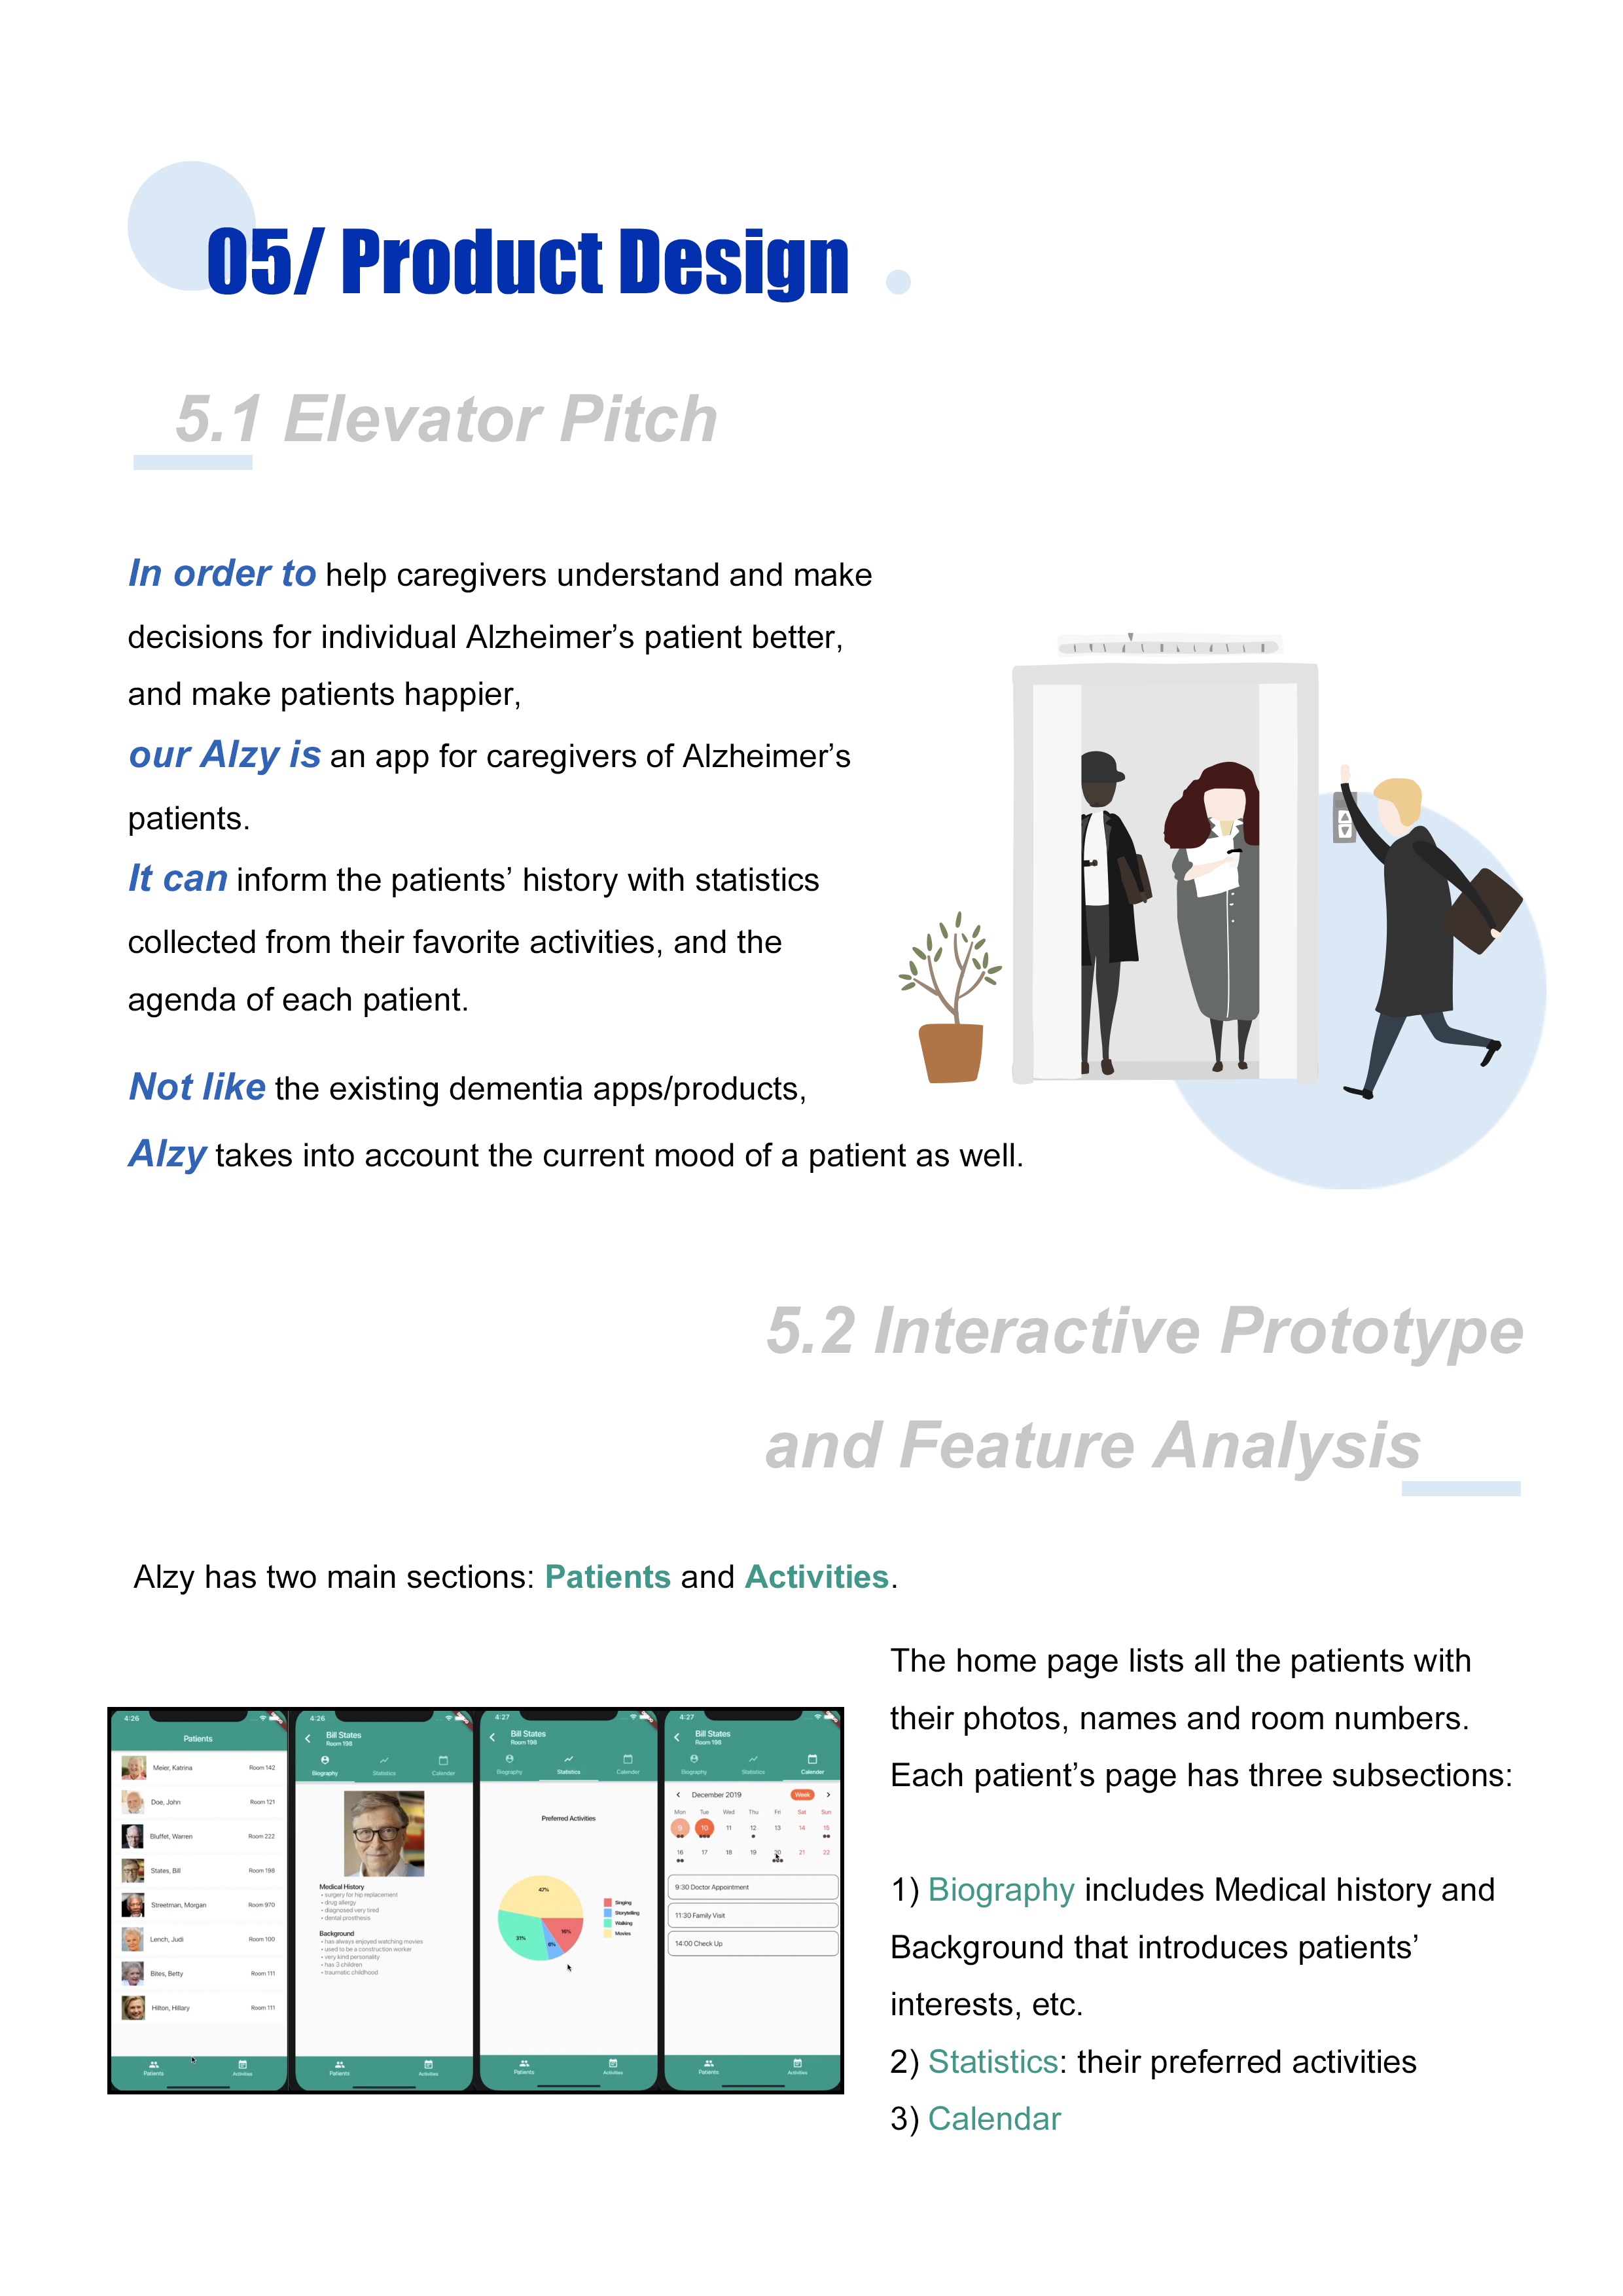 05/ Product Design
5.1 Elevator Pitch
In order to help caregivers understand and make
decisions for individual Alzheimer’s patient better,
and make patients happier,
our Alzy is an app for caregivers of Alzheimer’s
patients.
It can inform the patients’ history with statistics
collected from their favorite activities, and the
agenda of each patient.
Not like the existing dementia apps/products,
Alzy takes into account the current mood of a patient as well.
5.2 Interactive Prototype
and Feature Analysis
Alzy has two main sections: Patients and Activities.
4:26
Patients
Meier, Katrina Room 142
Doe, John Room 121
Bluffet, Warren Room 222
States, Bill Room 198
Streetman, Morgan Room 970
Lench, Judi Room 100
Bites, Betty Room 111
Hilton, Hillary Room 111
Patients Activities
4:26
Bill States
Room 198
Biography Statistics Calender
Medical History
• surgery for hip replacement
• drug allergy
• diagnosed very tired
• dental prosthesis
Background
• has always enjoyed watching movies
• used to be a construction worker
• very kind personality
• has 3 children
• traumatic childhood
Patients Activities
4:27
Bill States
Room 198
Biography Statistics Calender
Preferred Activities
47%
31%
16%
6%
Singing
Storytelling
Walking
Movies
Patients Activities
4:27
Bill States
Room 198
Biography Statistics Calender
December 2019 Week
Mon Tue Wed Thu Fri Sat Sun
9 10 11 12 13 14 15
16 17 18 19 20 21 22
9:30 Doctor Appointment
11:30 Family Visit
14:00 Check Up
Patients Activities
The home page lists all the patients with
their photos, names and room numbers.
Each patient’s page has three subsections:
1) Biography includes Medical history and
Background that introduces patients’
interests, etc.
2) Statistics: their preferred activities
3) Calendar